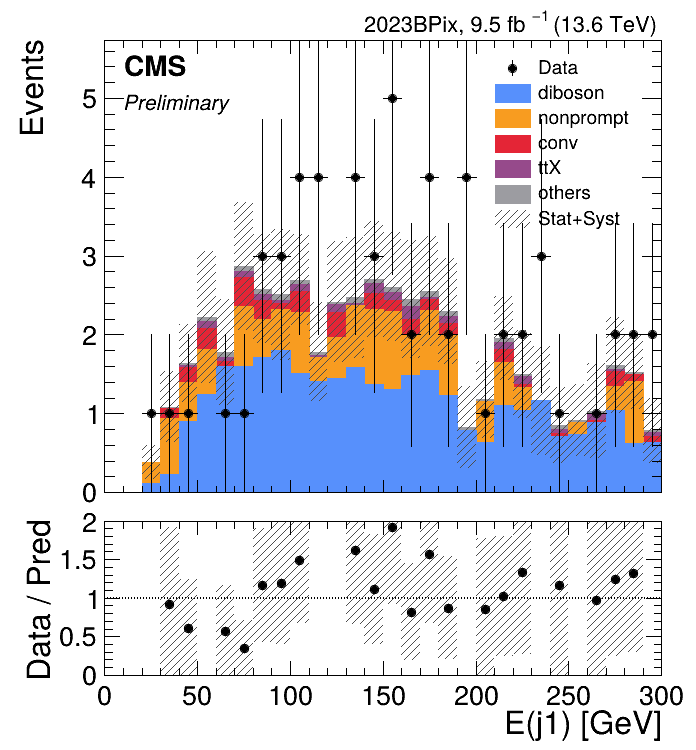 2023BPix, 9.5 fb⁻¹ (13.6 TeV)
Events
CMS
Preliminary
Data
diboson
nonprompt
conv
ttX
others
Stat+Syst
5
4
3
2
1
0
Data / Pred
2
1.5
1
0.5
0
0 50 100 150 200 250 300
E(j1) [GeV]